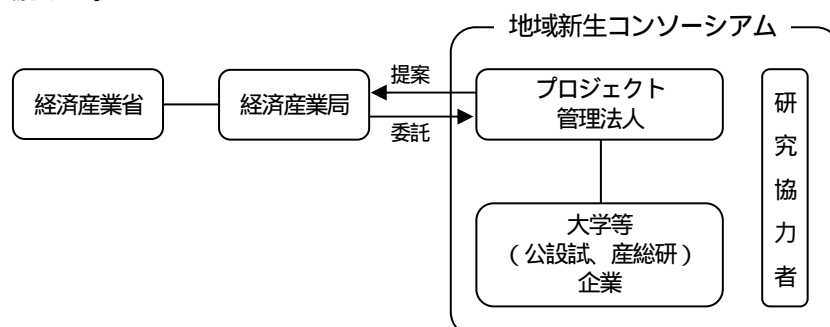 地域新生コンソーシアム
経済産業省
経済産業局
提案
委託
プロジェクト
管理法人
大学等
(公設試、産総研)
企業
研究協力者